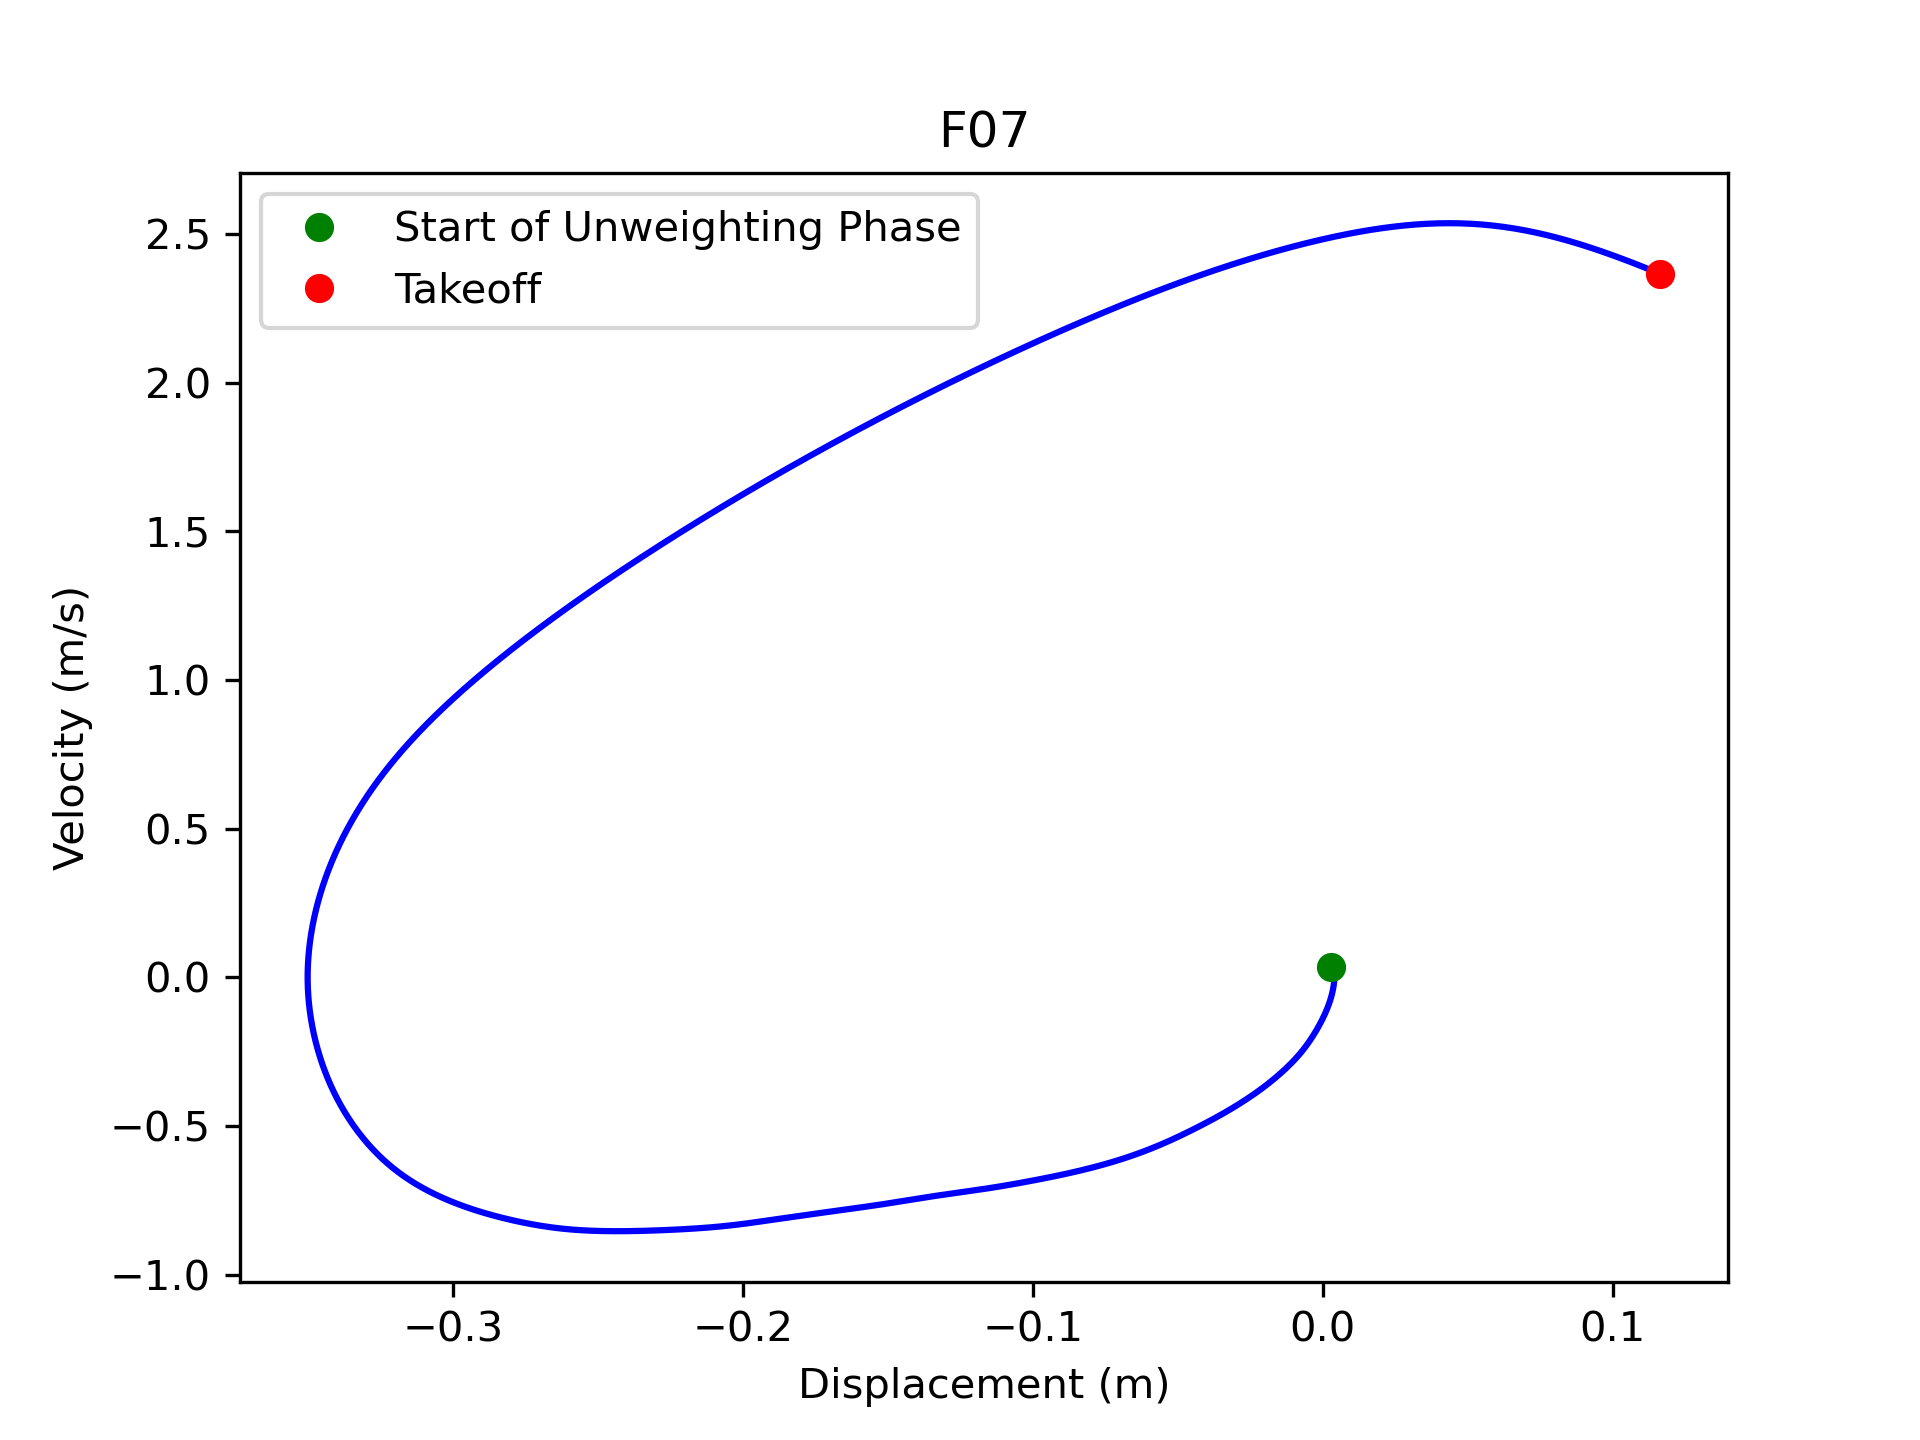 F07
Start of Unweighting Phase
Takeoff
2.5
2.0
1.5
1.0
0.5
0.0
−0.5
−1.0
Velocity (m/s)
−0.3 −0.2 −0.1 0.0 0.1
Displacement (m)